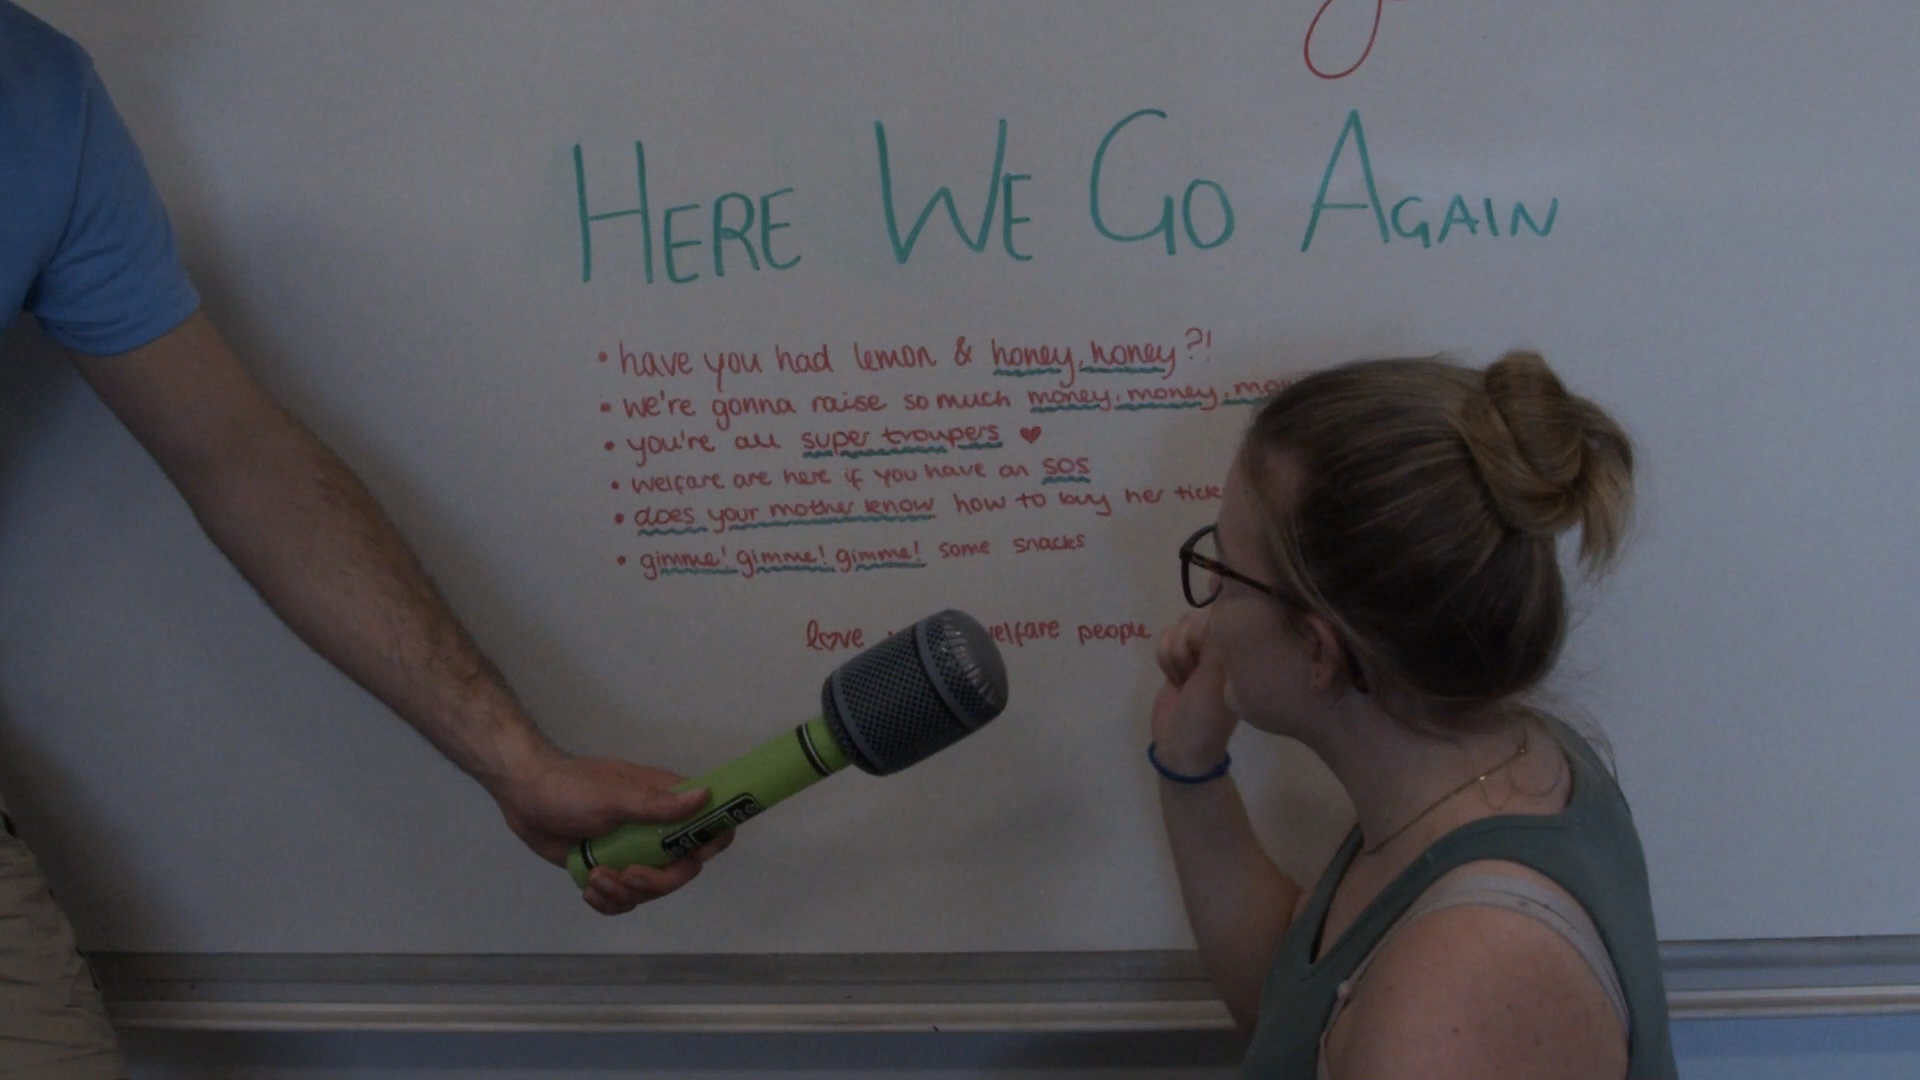 HERE WE GO AGAIN
• have you had lemon & honey, honey?!
• we're gonna raise so much money, money,
• you're all super troupers ♥
• welfare are here if you have an SOS
• does your mother know how to buy her
• gimme! gimme! gimme! some snacks
love people